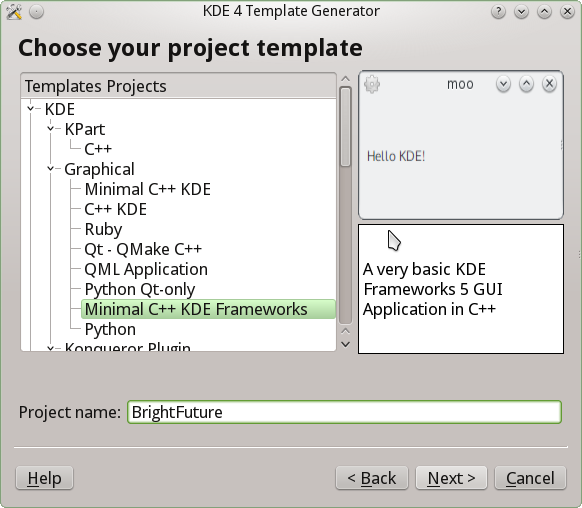 KDE 4 Template Generator
Choose your project template
Templates Projects
KDE
KPart
C++
Graphical
Minimal C++ KDE
C++ KDE
Ruby
Qt - QMake C++
QML Application
Python Qt-only
Minimal C++ KDE Frameworks
Python
Konqueror Plugin
moo
Hello KDE!
A very basic KDE
Frameworks 5 GUI
Application in C++
Project name: BrightFuture
Help
< Back
Next >
Cancel